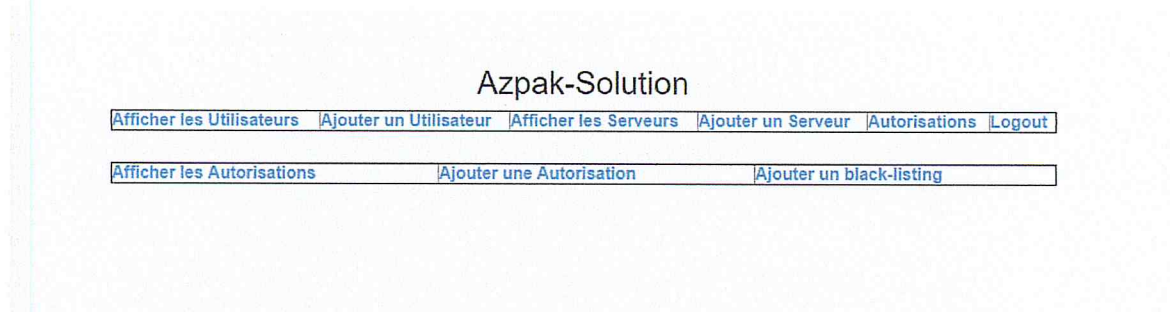 Azpak-Solution
Afficher les Utilisateurs Ajouter un Utilisateur Afficher les Serveurs Ajouter un Serveur Autorisations Logout
Afficher les Autorisations Ajouter une Autorisation Ajouter un black-listing